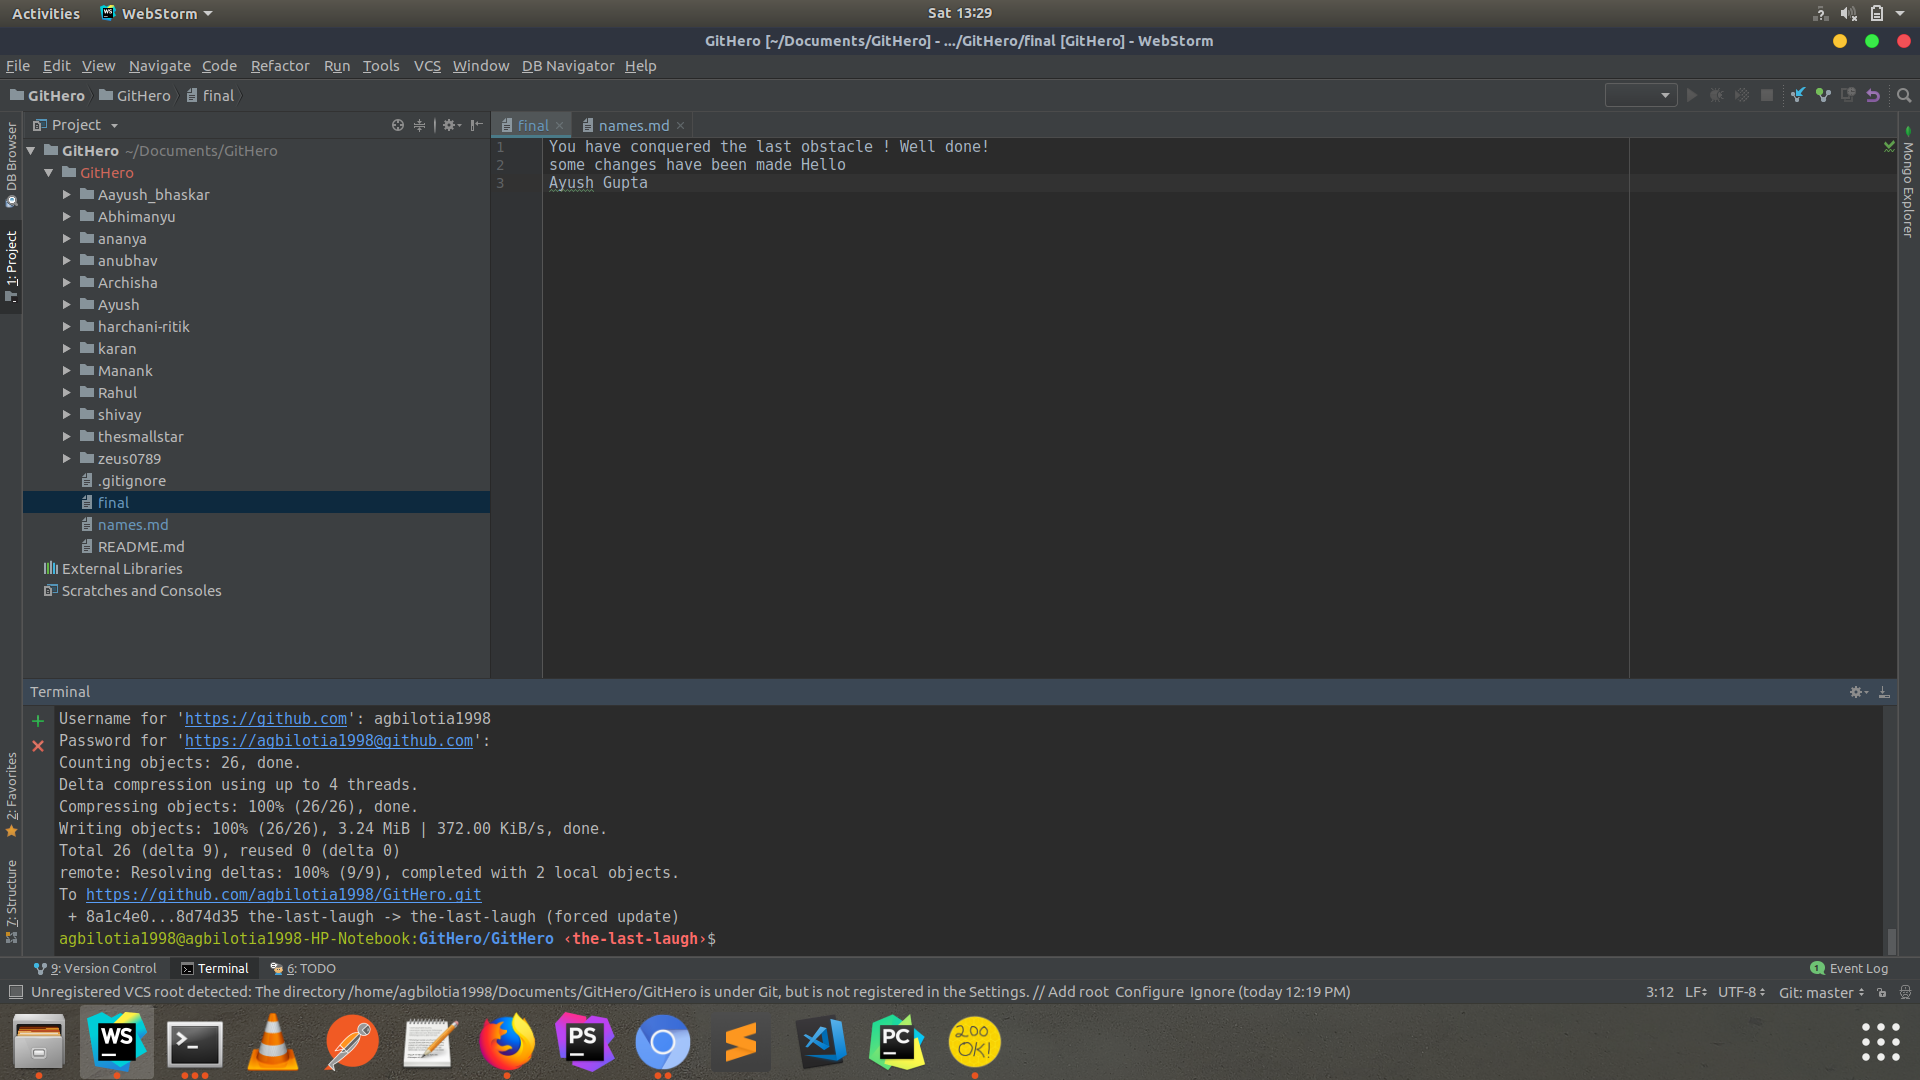 Activities WebStorm Sat 13:29
GitHero [~/Documents/GitHero] - .../GitHero/final [GitHero] - WebStorm
File Edit View Navigate Code Refactor Run Tools VCS Window DB Navigator Help
GitHero GitHero final
Project
final names.md
DB Browser
1: Project
2: Favorites
7: Structure
GitHero ~/Documents/GitHero
GitHero
Aayush_bhaskar
Abhimanyu
ananya
anubhav
Archisha
Ayush
harchani-ritik
karan
Manank
Rahul
shivay
thesmallstar
zeus0789
.gitignore
final
names.md
README.md
External Libraries
Scratches and Consoles
1 You have conquered the last obstacle ! Well done!
2 some changes have been made Hello
3 Ayush Gupta
Mongo Explorer
Terminal
Username for 'https://github.com': agbilotia1998
Password for 'https://agbilotia1998@github.com':
Counting objects: 26, done.
Delta compression using up to 4 threads.
Compressing objects: 100% (26/26), done.
Writing objects: 100% (26/26), 3.24 MiB | 372.00 KiB/s, done.
Total 26 (delta 9), reused 0 (delta 0)
remote: Resolving deltas: 100% (9/9), completed with 2 local objects.
To https://github.com/agbilotia1998/GitHero.git
+ 8a1c4e0...8d74d35 the-last-laugh -> the-last-laugh (forced update)
agbilotia1998@agbilotia1998-HP-Notebook:GitHero/GitHero ‹the-last-laugh›$
9: Version Control Terminal 6: TODO 1 Event Log
Unregistered VCS root detected: The directory /home/agbilotia1998/Documents/GitHero/GitHero is under Git, but is not registered in the Settings. // Add root Configure Ignore (today 12:19 PM) 3:12 LF UTF-8 Git: master
WS PS PC 200 OK!